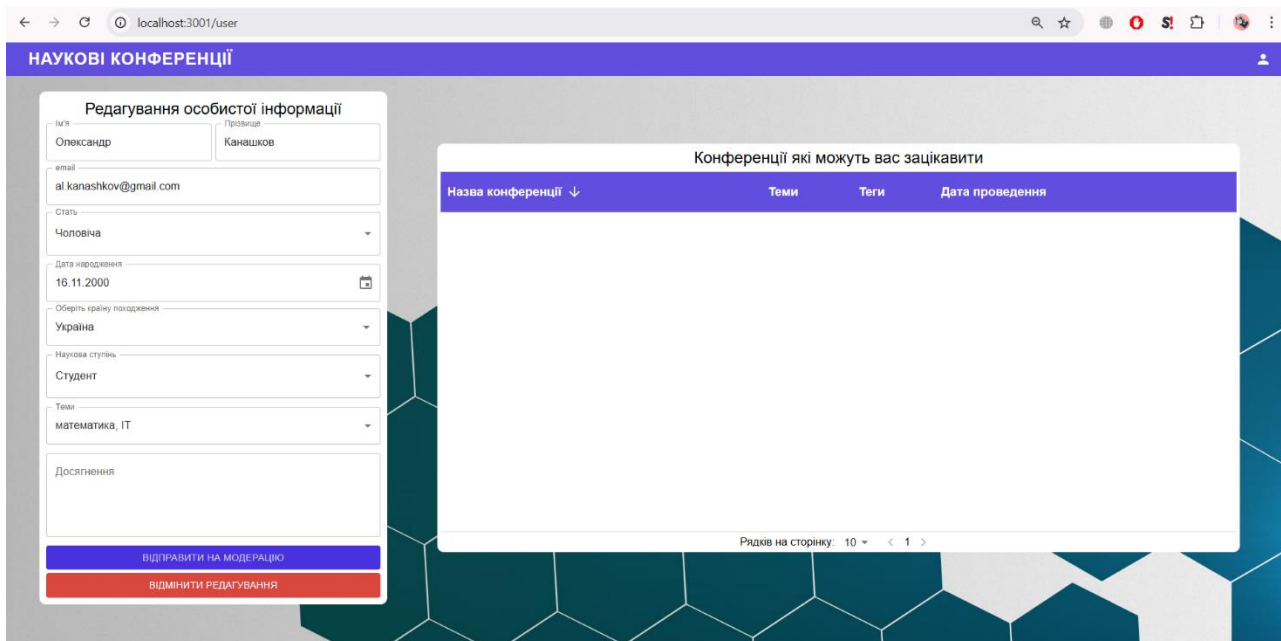 localhost:3001/user
НАУКОВІ КОНФЕРЕНЦІЇ
Редагування особистої інформації
Ім'я
Олександр
Прізвище
Канашков
email
al.kanashkov@gmail.com
Стать
Чоловіча
Дата народження
16.11.2000
Оберіть країну походження
Україна
Наукова ступінь
Студент
Теми
математика, IT
Досягнення
ВІДПРАВИТИ НА МОДЕРАЦІЮ
ВІДМІНИТИ РЕДАГУВАННЯ
Конференції які можуть вас зацікавити
Назва конференції ↓ Теми Теги Дата проведення
Рядків на сторінку: 10 < 1 >